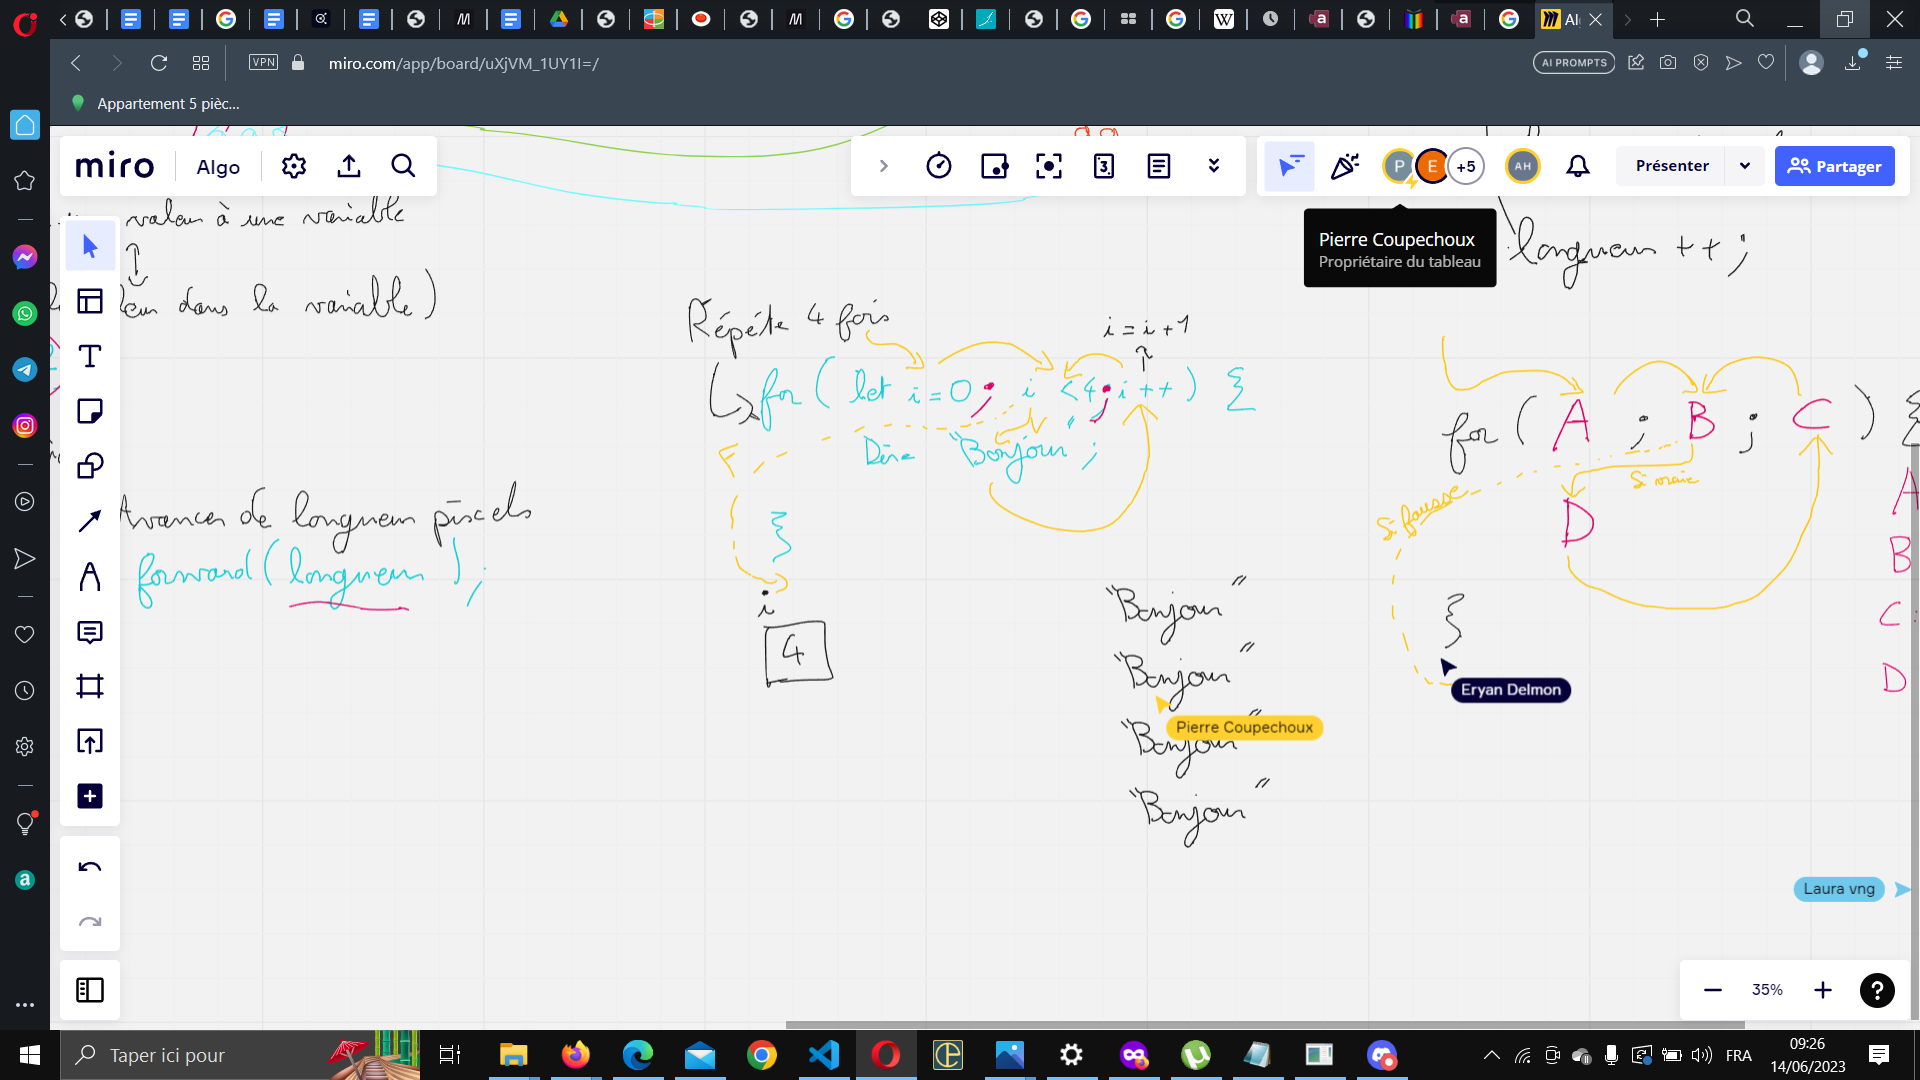 VPN
miro.com/app/board/uXjVM_1UY1I=/
AI PROMPTS
Appartement 5 pièc...
miro
Algo
3
P
E
+5
AH
Présenter
Partager
Pierre Coupechoux
Propriétaire du tableau
valeur à une variable
dans la variable)
longueur ++;
Répéte 4 fois
i = i +1
for ( let i=0; i <4; i ++ ) {
Dire "Bonjour";
F
V
}
i
4
Avancer de longueur pixels
forward(longueur);
for ( A ; B ; C ) {
Si vraie
Si fausse
D
}
A
B
C :
D
"Bonjour"
"Bonjour"
"Bonjour"
"Bonjour"
Eryan Delmon
Pierre Coupechoux
Laura vng
35%
Taper ici pour
FRA
09:26
14/06/2023